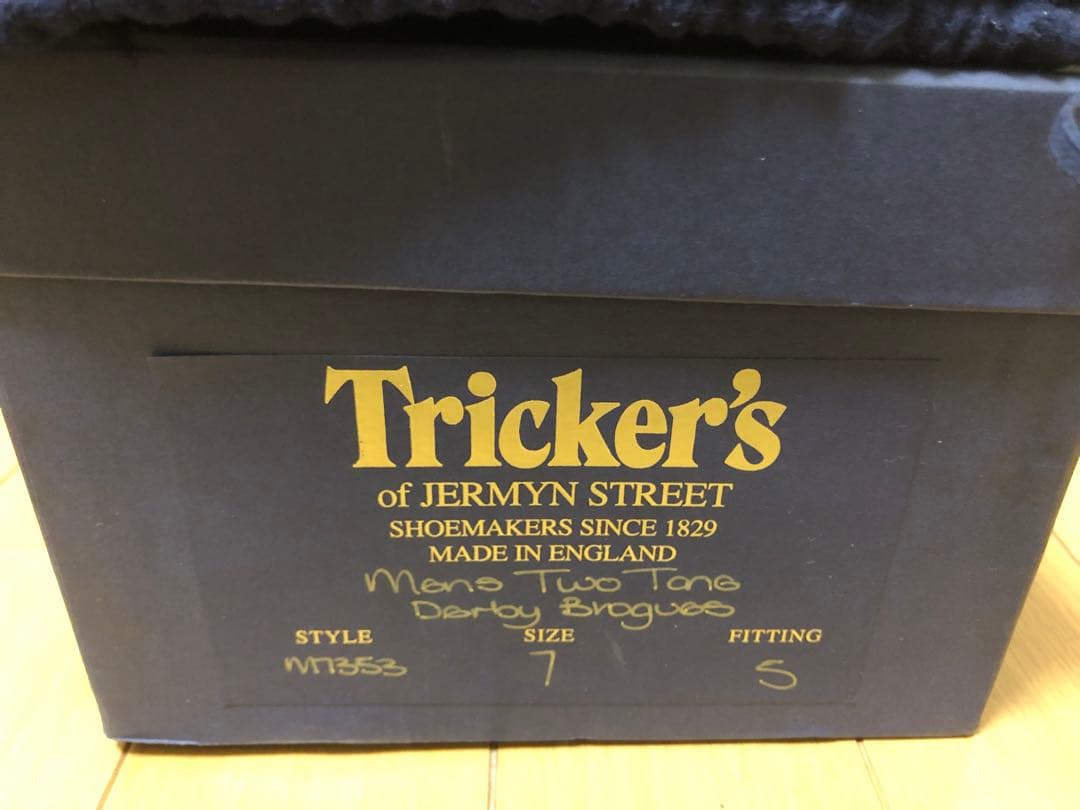 Tricker's
of JERMYN STREET
SHOEMAKERS SINCE 1829
MADE IN ENGLAND
Mens Two Tone
Derby Brogues
STYLE SIZE FITTING
M7353 7 5